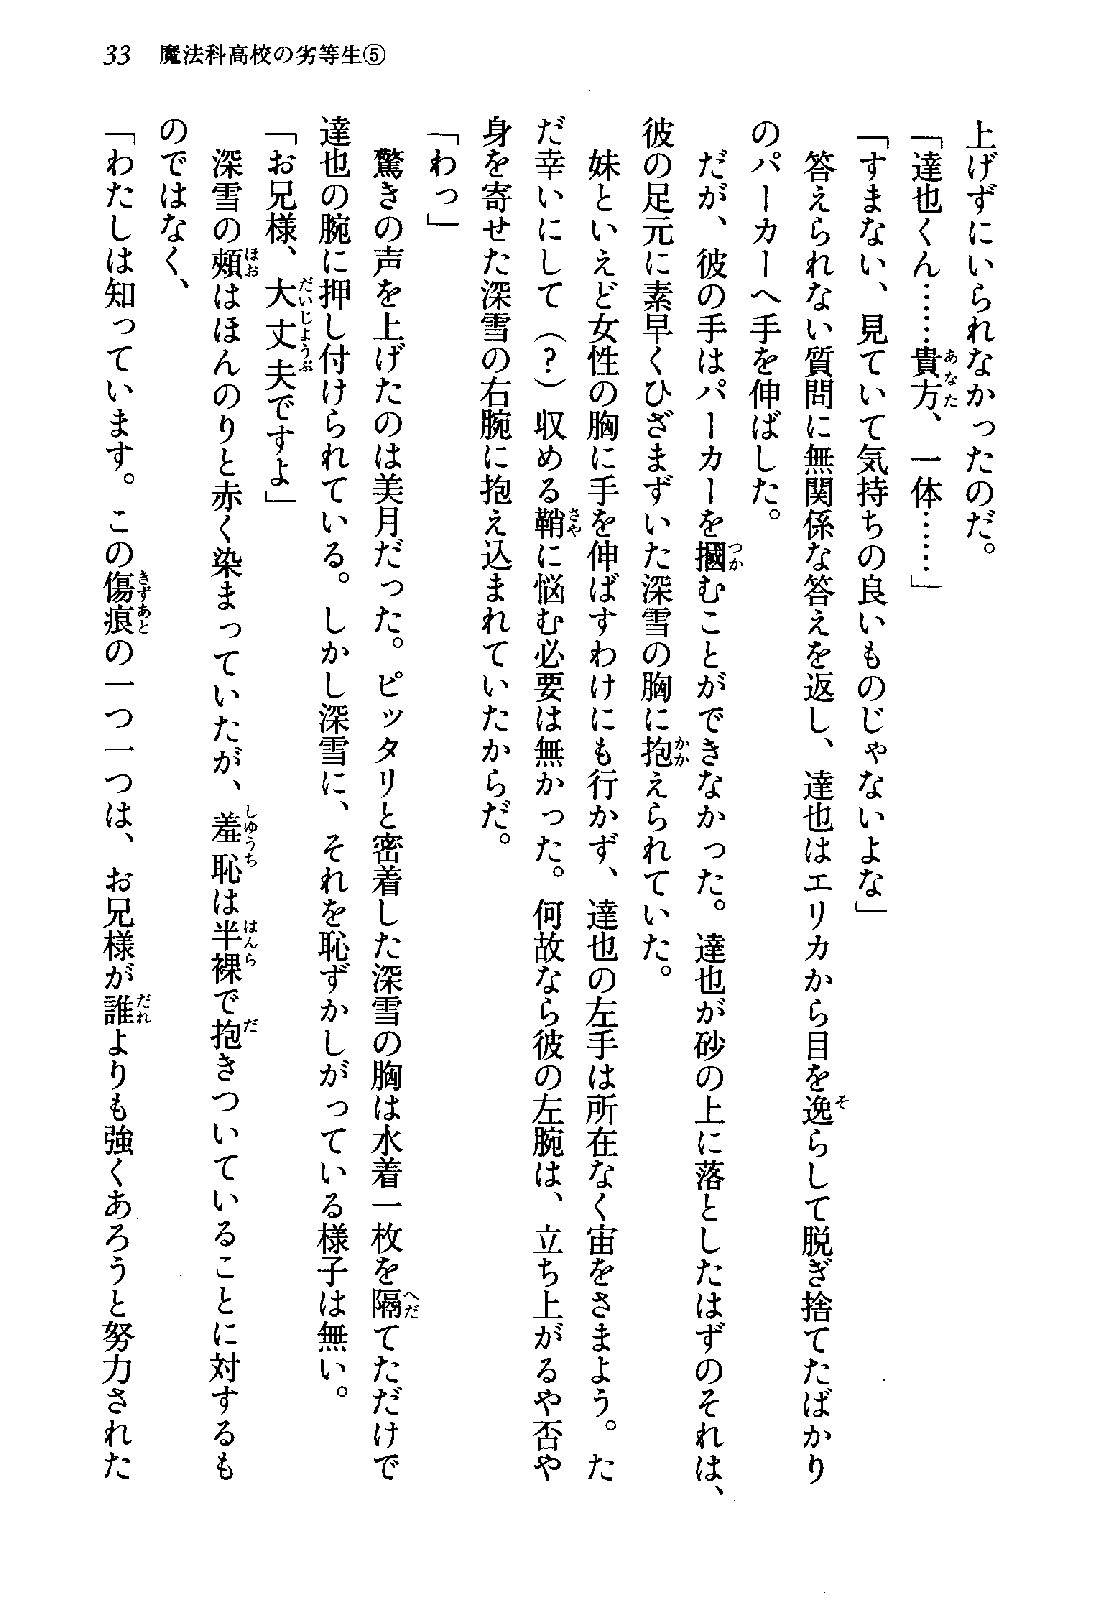 33 魔法科高校の劣等生⑤
上げずにいられなかったのだ。
「達也くん……貴方、一体……」
「すまない、見ていて気持ちの良いものじゃないよな」
　答えられない質問に無関係な答えを返し、達也はエリカから目を逸らして脱ぎ捨てたばかり
のパーカーへ手を伸ばした。
　だが、彼の手はパーカーを摑むことができなかった。達也が砂の上に落としたはずのそれは、
彼の足元に素早くひざまずいた深雪の胸に抱えられていた。
　妹といえど女性の胸に手を伸ばすわけにも行かず、達也の左手は所在なく宙をさまよう。た
だ幸いにして（？）収める鞘に悩む必要は無かった。何故なら彼の左腕は、立ち上がるや否や
身を寄せた深雪の右腕に抱え込まれていたからだ。
「わっ」
　驚きの声を上げたのは美月だった。ピッタリと密着した深雪の胸は水着一枚を隔てただけで
達也の腕に押し付けられている。しかし深雪に、それを恥ずかしがっている様子は無い。
「お兄様、大丈夫ですよ」
　深雪の頰はほんのりと赤く染まっていたが、羞恥は半裸で抱きついていることに対するも
のではなく、
「わたしは知っています。この傷痕の一つ一つは、お兄様が誰よりも強くあろうと努力された